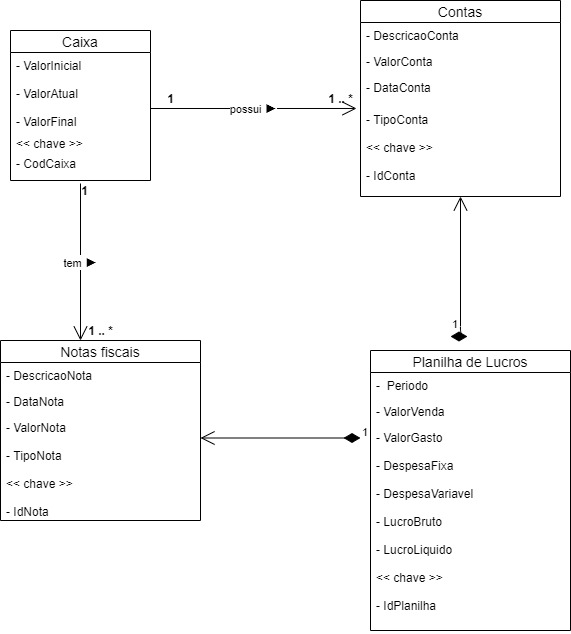 Caixa
- ValorInicial
- ValorAtual
- ValorFinal
<< chave >>
- CodCaixa
1
possui ►
1 .. *
Contas
- DescricaoConta
- ValorConta
- DataConta
- TipoConta
<< chave >>
- IdConta
1
tem ►
1 .. *
Notas fiscais
- DescricaoNota
- DataNota
- ValorNota
- TipoNota
<< chave >>
- IdNota
1
1
Planilha de Lucros
- Periodo
- ValorVenda
- ValorGasto
- DespesaFixa
- DespesaVariavel
- LucroBruto
- LucroLiquido
<< chave >>
- IdPlanilha